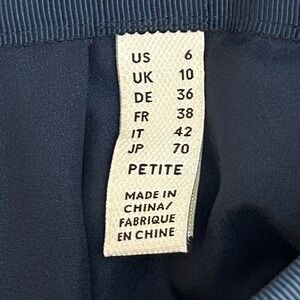 US 6
UK 10
DE 36
FR 38
IT 42
JP 70
PETITE
MADE IN
CHINA/
FABRIQUE
EN CHINE